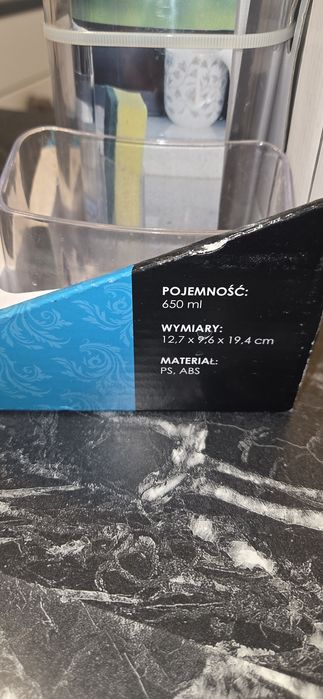 POJEMNOŚĆ:
650 ml
WYMIARY:
12,7 x 9,6 x 19,4 cm
MATERIAŁ:
PS, ABS